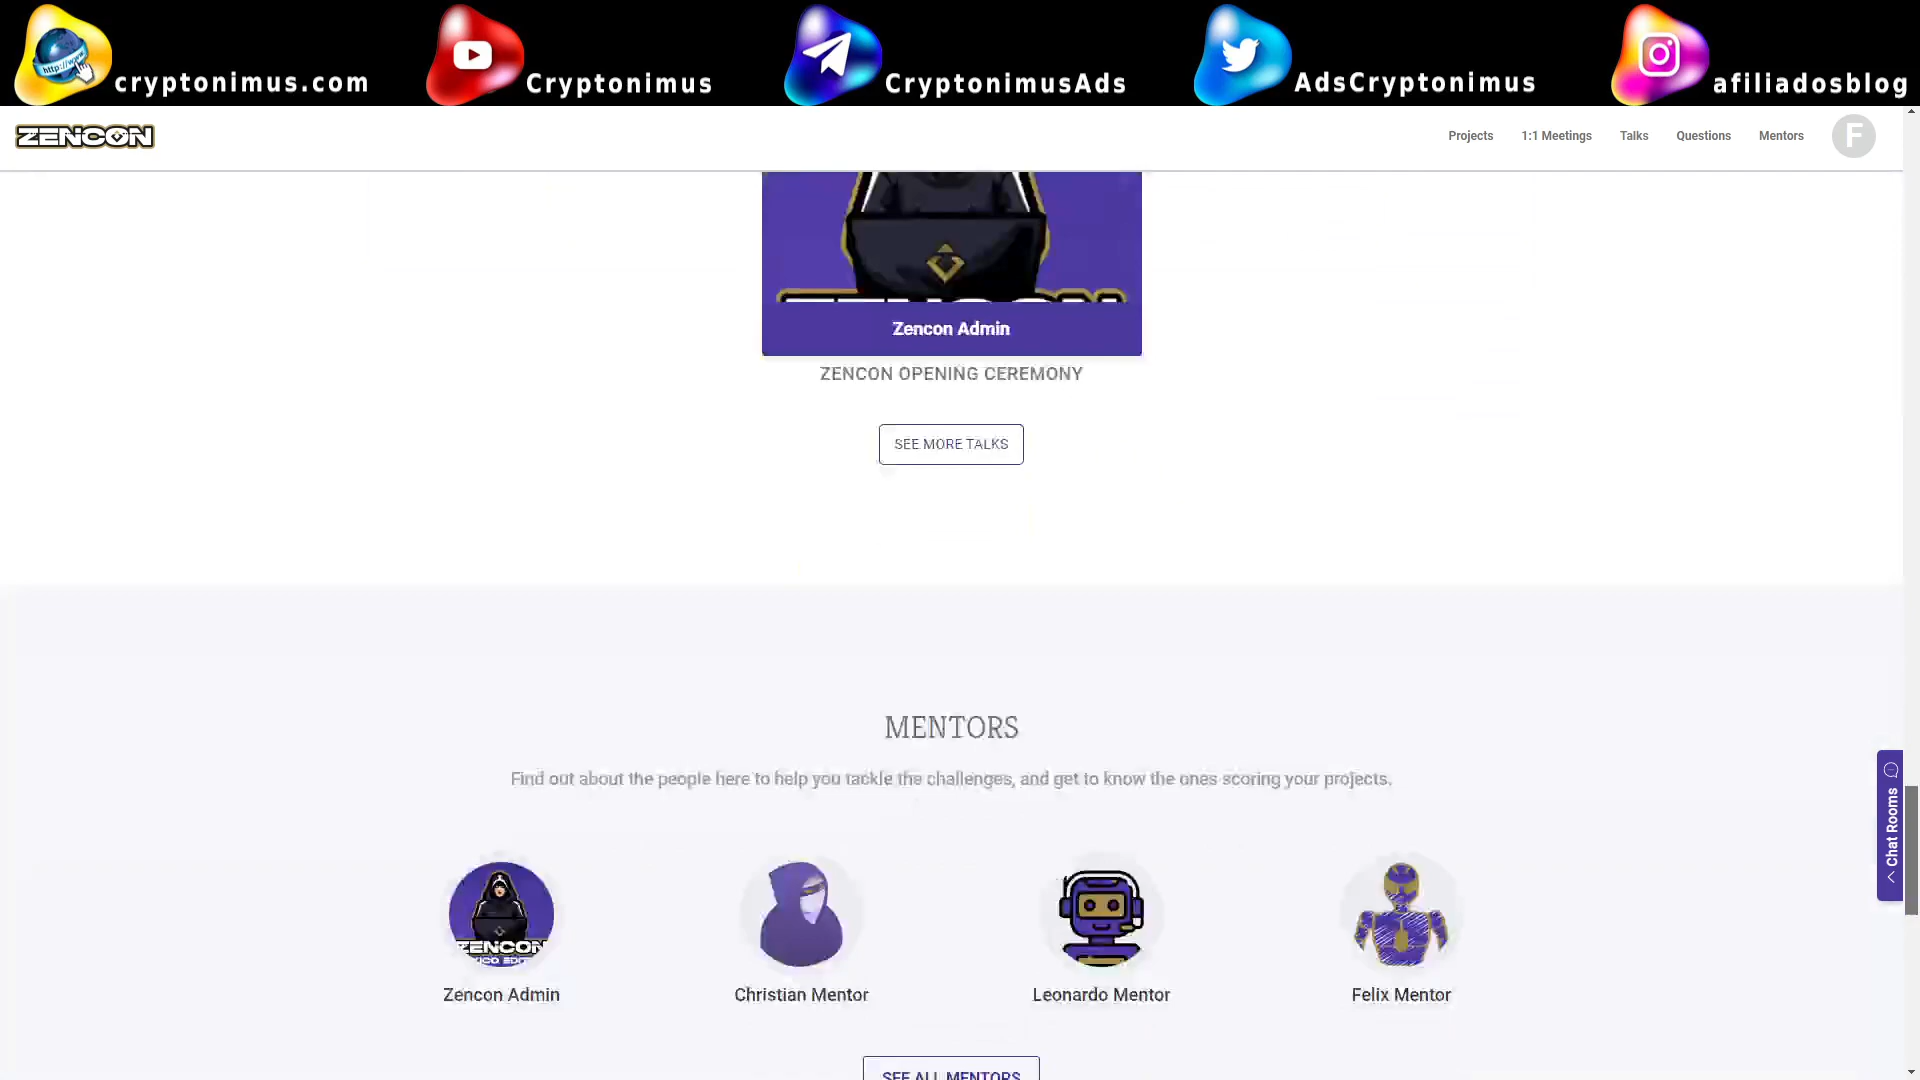 http://www
cryptonimus.com
Cryptonimus
CryptonimusAds
AdsCryptonimus
afiliadosblog
ZENCON
Projects
1:1 Meetings
Talks
Questions
Mentors
F
Zencon Admin
ZENCON OPENING CEREMONY
SEE MORE TALKS
MENTORS
Find out about the people here to help you tackle the challenges, and get to know the ones scoring your projects.
Chat Rooms
ZENCON
Zencon Admin
Christian Mentor
Leonardo Mentor
Felix Mentor
SEE ALL MENTORS